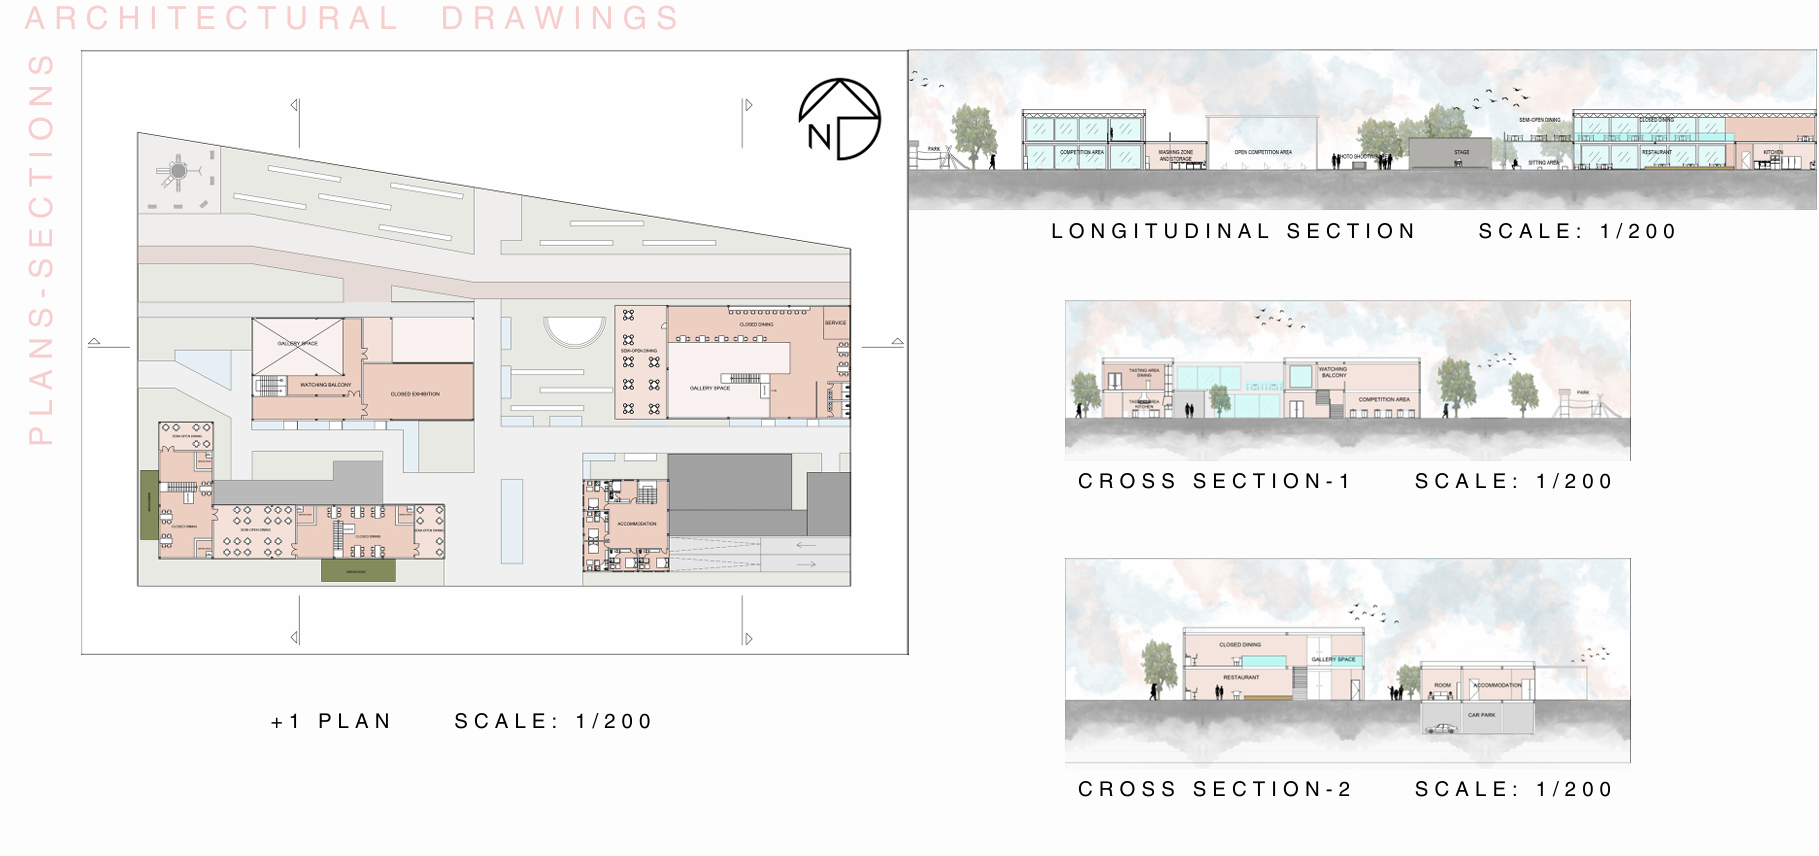 ARCHITECTURAL DRAWINGS
PLANS-SECTIONS
N
GALLERY SPACE
WATCHING BALCONY
CLOSED EXHIBITION
SEMI-OPEN DINING
CLOSED DINING
SERVICE
GALLERY SPACE
SEMI-OPEN DINING
CLOSED DINING
SEMI-OPEN DINING
CLOSED DINING
SEMI-OPEN DINING
ACCOMMODATION
+1 PLAN SCALE: 1/200
PARK
COMPETITION AREA
WASHING ZONE
AND STORAGE
OPEN COMPETITION AREA
STAGE
SEMI-OPEN DINING
SITTING AREA
CLOSED DINING
RESTAURANT
KITCHEN
LONGITUDINAL SECTION SCALE: 1/200
TASTING AREA
DINING
KITCHEN
WATCHING
BALCONY
COMPETITION AREA
PARK
CROSS SECTION-1 SCALE: 1/200
CLOSED DINING
GALLERY SPACE
RESTAURANT
ROOM
ACCOMMODATION
CAR PARK
CROSS SECTION-2 SCALE: 1/200